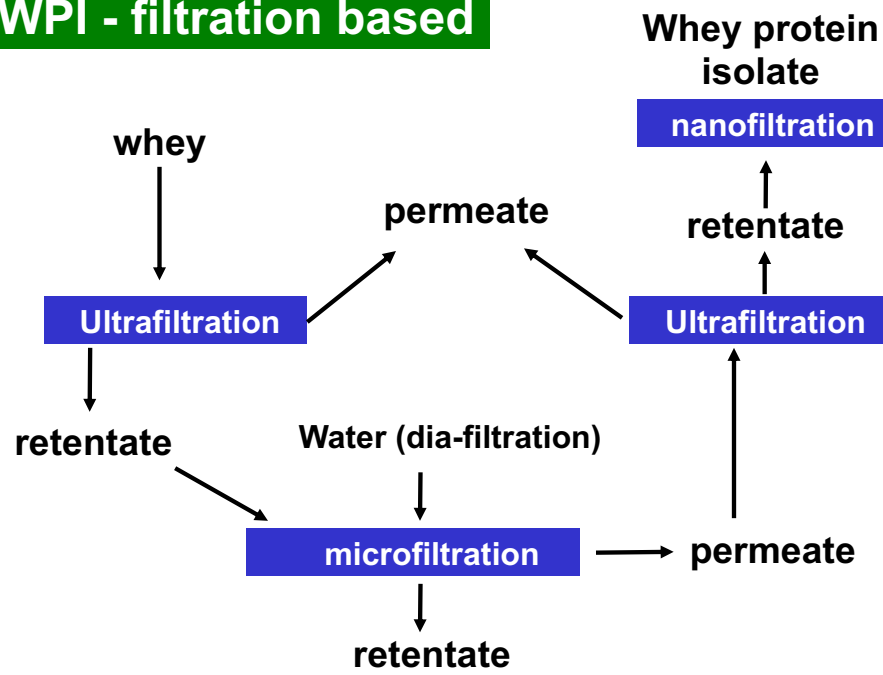 WPI - filtration based
Whey protein
isolate
nanofiltration
whey
permeate
retentate
Ultrafiltration
Ultrafiltration
retentate
Water (dia-filtration)
microfiltration
permeate
retentate